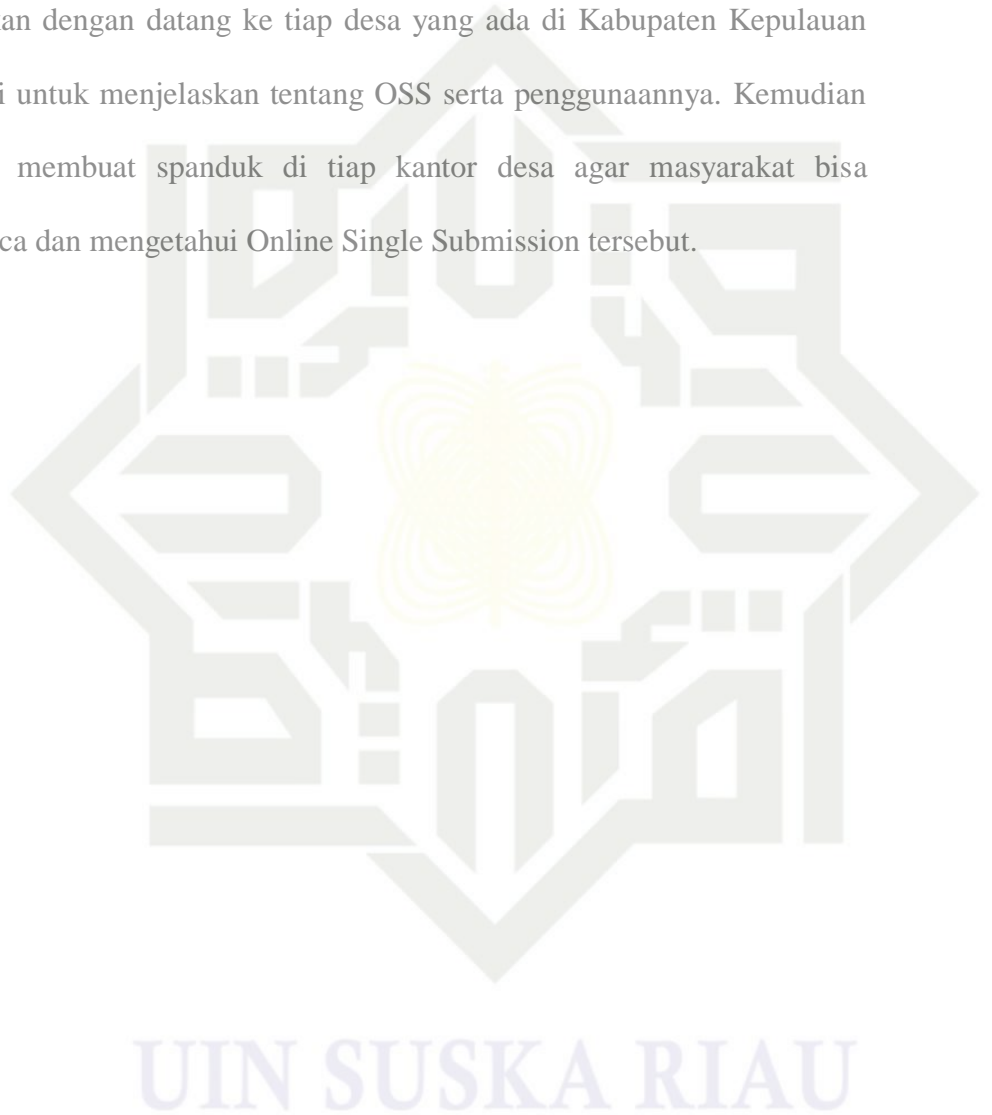 an dengan datang ke tiap desa yang ada di Kabupaten Kepulauan
i untuk menjelaskan tentang OSS serta penggunaannya. Kemudian
membuat spanduk di tiap kantor desa agar masyarakat bisa
ca dan mengetahui Online Single Submission tersebut.
UIN SUSKA RIAU